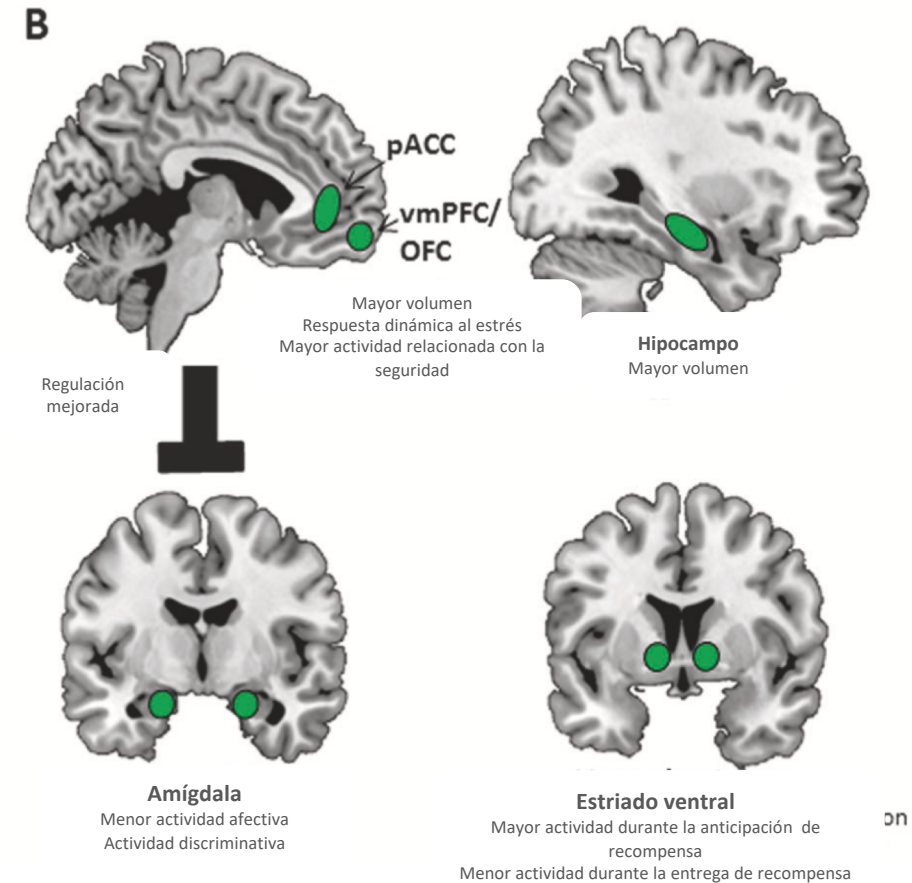 B
pACC
vmPFC/
OFC
Mayor volumen
Respuesta dinámica al estrés
Mayor actividad relacionada con la
seguridad
Hipocampo
Mayor volumen
Regulación
mejorada
Amígdala
Menor actividad afectiva
Actividad discriminativa
Estriado ventral
Mayor actividad durante la anticipación de
recompensa
Menor actividad durante la entrega de recompensa